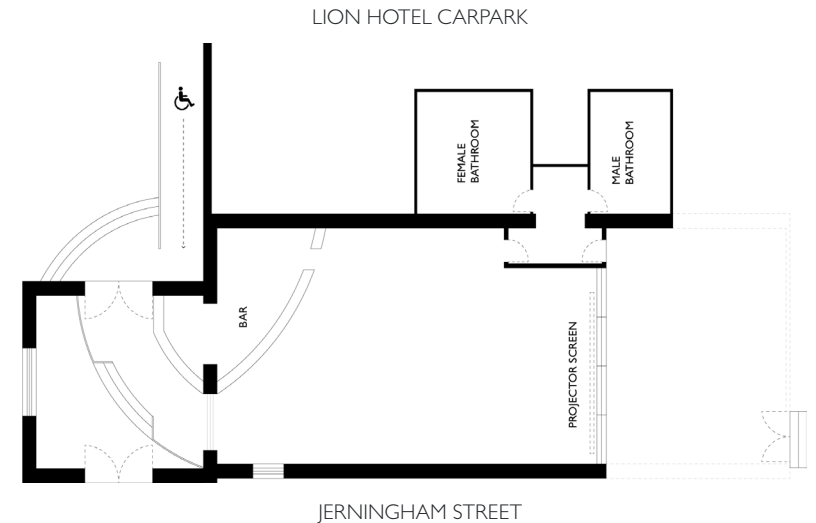 LION HOTEL CARPARK
FEMALE
BATHROOM
MALE
BATHROOM
BAR
PROJECTOR SCREEN
JERNINGHAM STREET